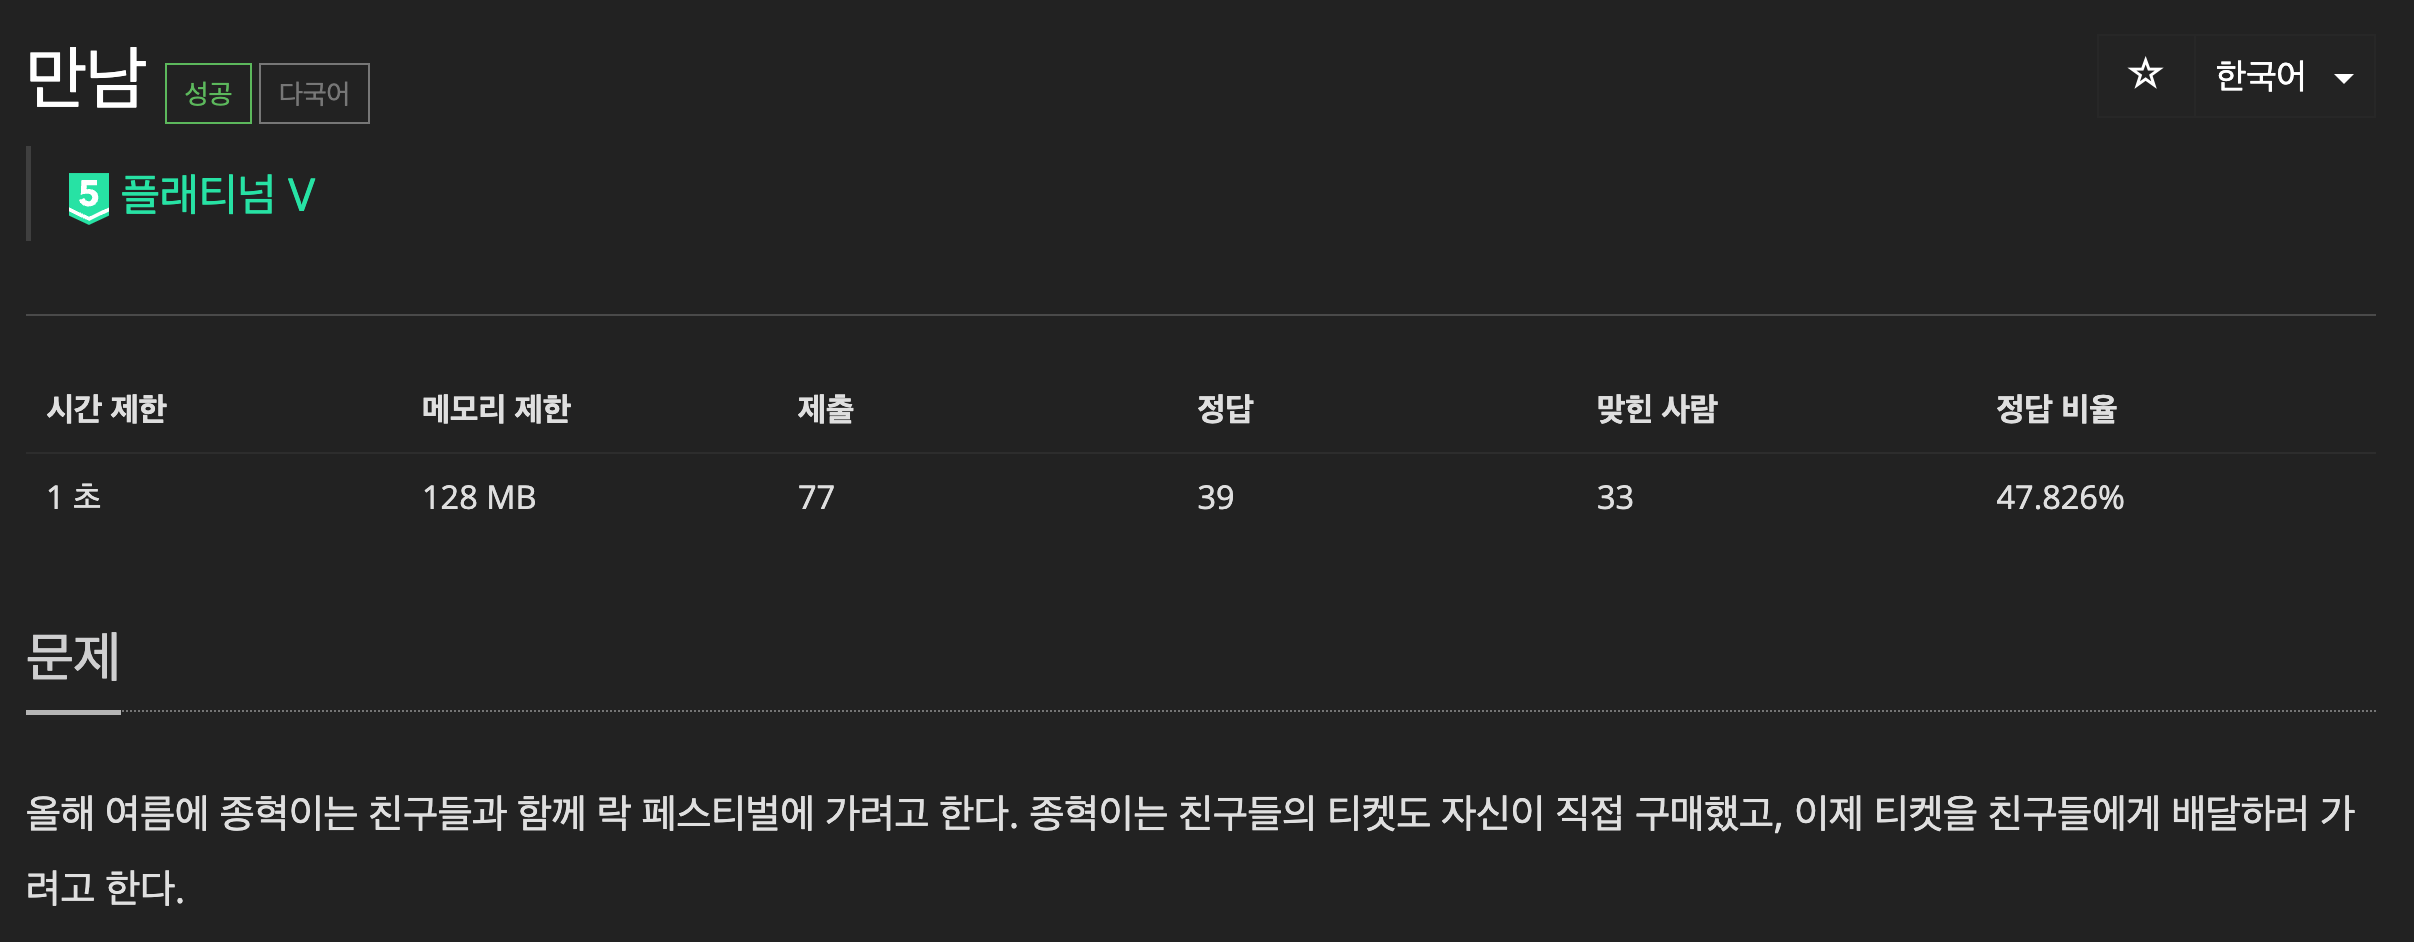 만남 성공 다국어 한국어
5 플래티넘 V
시간 제한 메모리 제한 제출 정답 맞힌 사람 정답 비율
1 초 128 MB 77 39 33 47.826%
문제
올해 여름에 종혁이는 친구들과 함께 락 페스티벌에 가려고 한다. 종혁이는 친구들의 티켓도 자신이 직접 구매했고, 이제 티켓을 친구들에게 배달하러 가
려고 한다.